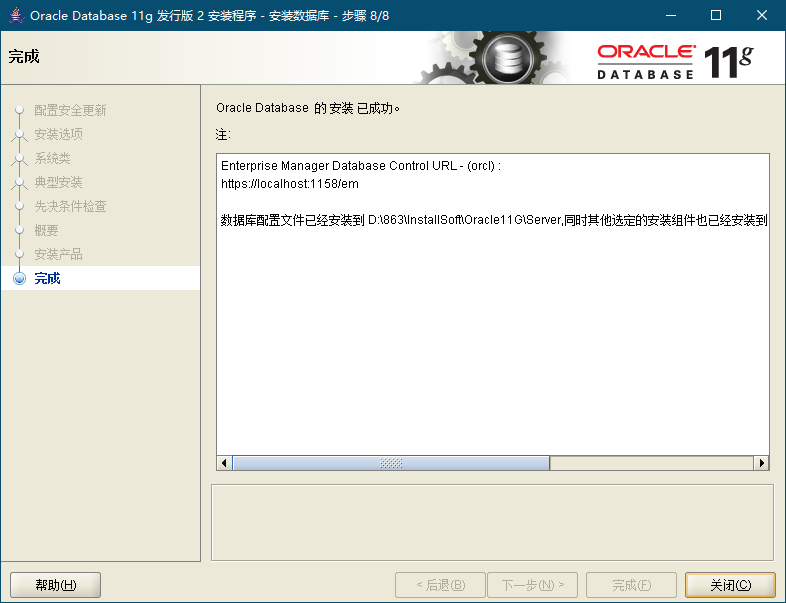 Oracle Database 11g 发行版 2 安装程序 - 安装数据库 - 步骤 8/8
完成
ORACLE
DATABASE 11g
配置安全更新
安装选项
系统类
典型安装
先决条件检查
概要
安装产品
完成
Oracle Database 的 安装 已成功。
注:
Enterprise Manager Database Control URL - (orcl) :
https://localhost:1158/em
数据库配置文件已经安装到 D:\863\InstallSoft\Oracle11G\Server,同时其他选定的安装组件也已经安装到
帮助(H)
< 后退(B)
下一步(N) >
完成(F)
关闭(C)